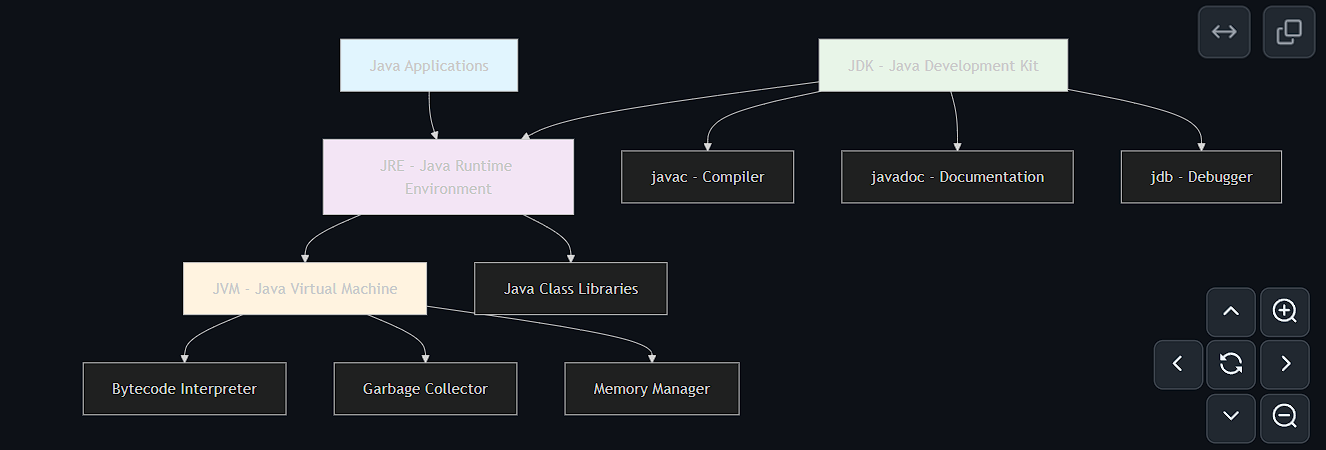 Java Applications
JDK - Java Development Kit
JRE - Java Runtime
Environment
javac - Compiler
javadoc - Documentation
jdb - Debugger
JVM - Java Virtual Machine
Java Class Libraries
Bytecode Interpreter
Garbage Collector
Memory Manager